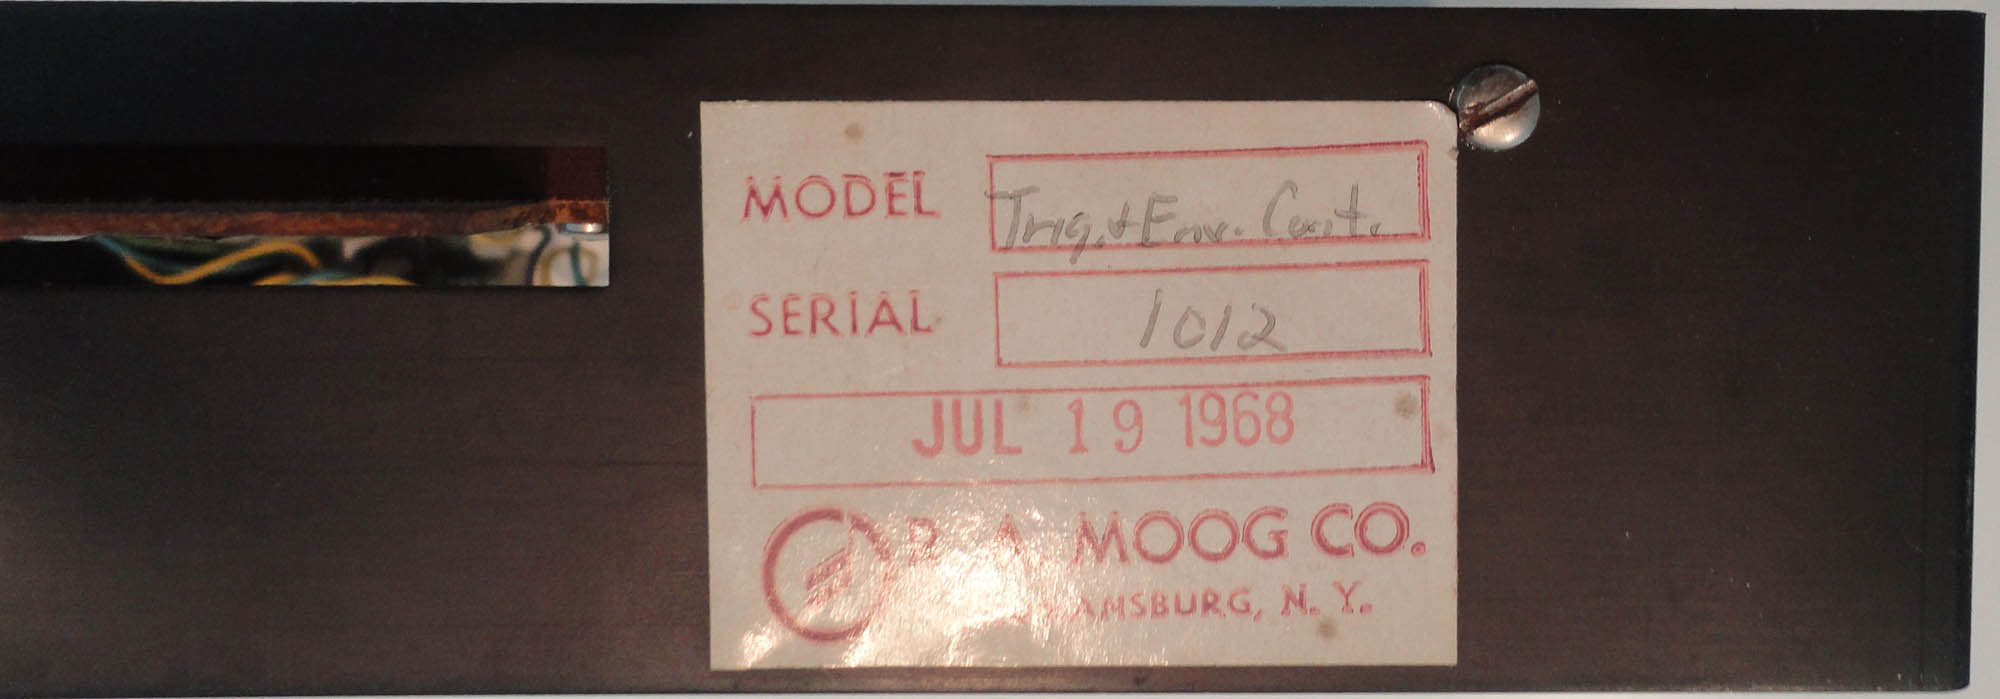 MODEL Trig. & Env. Cont.
SERIAL 1012
JUL 19 1968
R. A. MOOG CO.
N. Y.